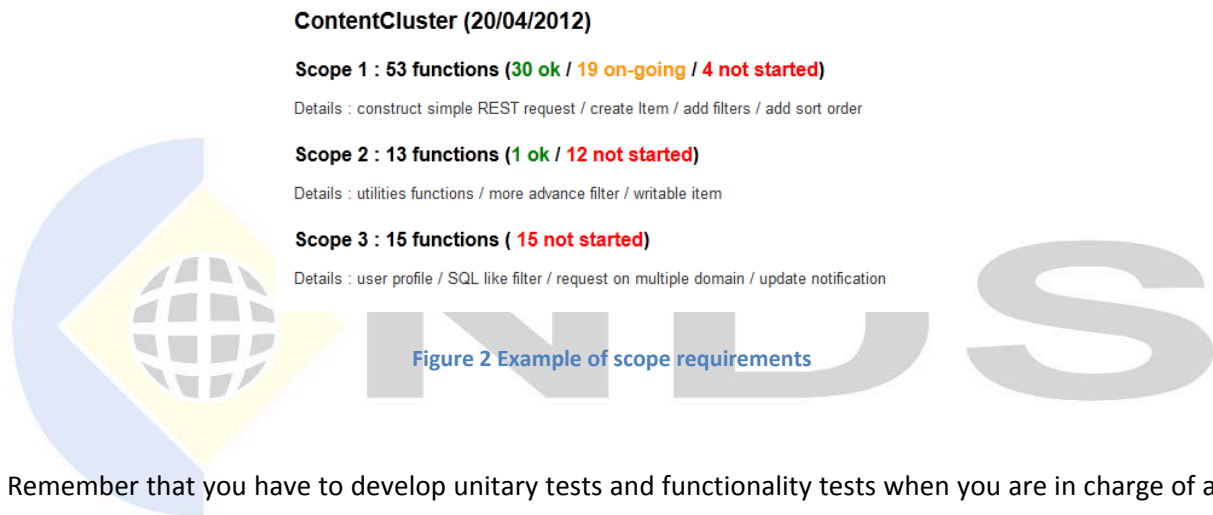 ContentCluster (20/04/2012)
Scope 1 : 53 functions (30 ok / 19 on-going / 4 not started)
Details : construct simple REST request / create Item / add filters / add sort order
Scope 2 : 13 functions (1 ok / 12 not started)
Details : utilities functions / more advance filter / writable item
Scope 3 : 15 functions ( 15 not started)
Details : user profile / SQL like filter / request on multiple domain / update notification
NDS
Figure 2 Example of scope requirements
Remember that you have to develop unitary tests and functionality tests when you are in charge of a